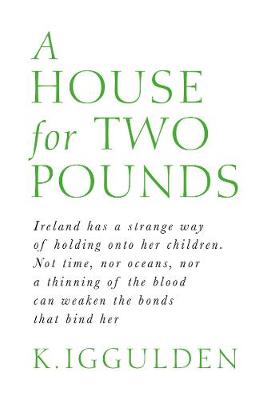 A
HOUSE
for TWO
POUNDS
Ireland has a strange way
of holding onto her children.
Not time, nor oceans, nor
a thinning of the blood
can weaken the bonds
that bind her
K. IGGULDEN